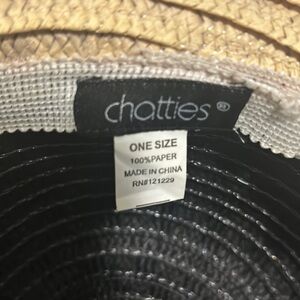 chatties®
ONE SIZE
100%PAPER
MADE IN CHINA
RN#121229